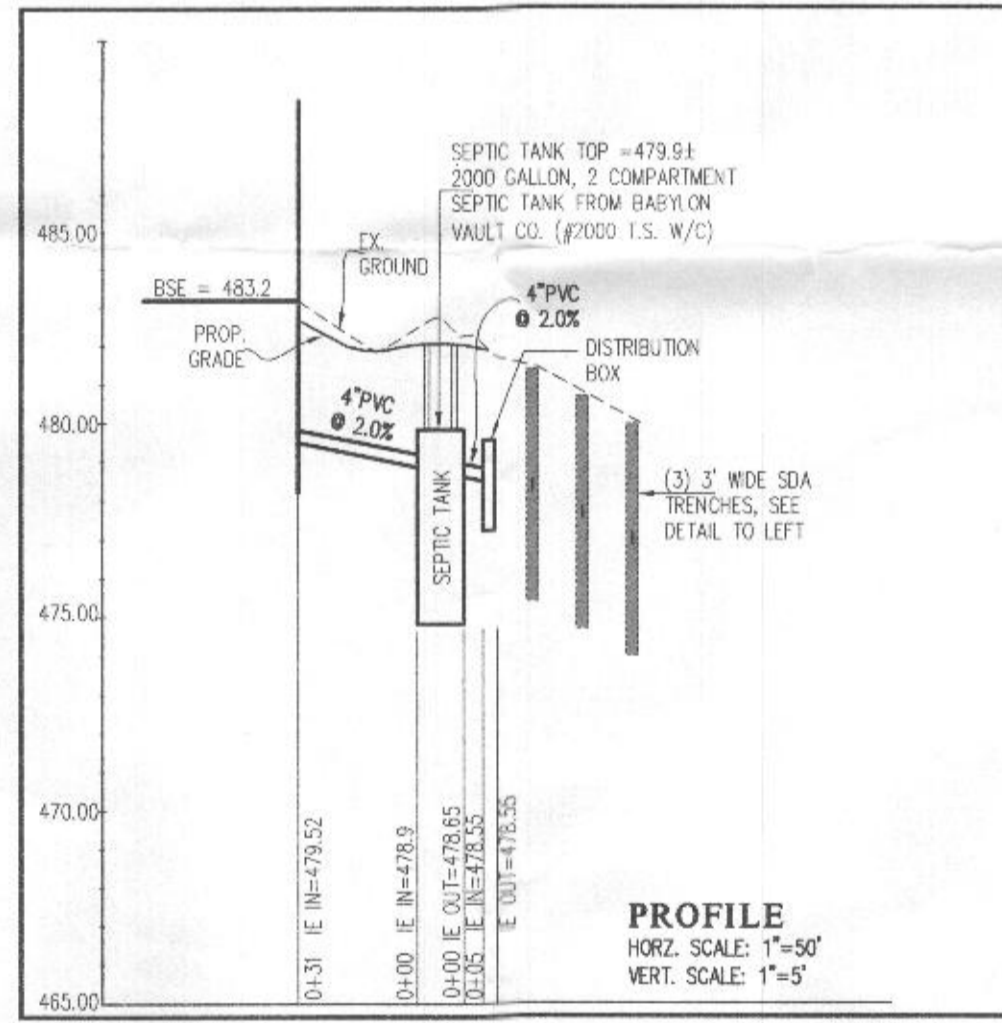 SEPTIC TANK TOP =479.9±
2000 GALLON, 2 COMPARTMENT
SEPTIC TANK FROM BABYLON
VAULT CO. (#2000 T.S. W/C)
485.00
EX.
GROUND
BSE = 483.2
4"PVC
@ 2.0%
PROP.
GRADE
DISTRIBUTION
BOX
480.00
4"PVC
@ 2.0%
(3) 3' WIDE SDA
TRENCHES, SEE
DETAIL TO LEFT
SEPTIC TANK
475.00
470.00
0+31 IE IN=479.52
0+00 IE IN=478.9
0+00 IE OUT=478.65
0+05 IE IN=478.55
IE OUT=478.55
PROFILE
HORZ. SCALE: 1"=50'
VERT. SCALE: 1"=5'
465.00